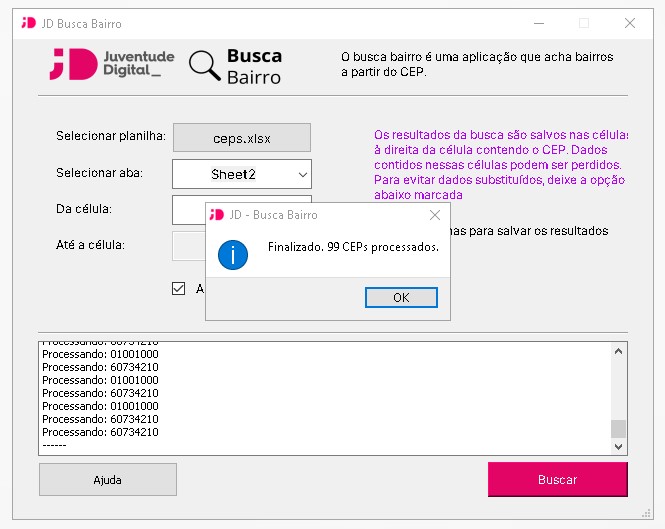 JD Busca Bairro
JD Juventude Digital_
Busca Bairro
O busca bairro é uma aplicação que acha bairros
a partir do CEP.
Selecionar planilha:
ceps.xlsx
Selecionar aba:
Sheet2
Da célula:
Até a célula:
A
Os resultados da busca são salvos nas células
à direita da célula contendo o CEP. Dados
contidos nessas células podem ser perdidos.
Para evitar dados substituídos, deixe a opção
abaixo marcada
para salvar os resultados
JD - Busca Bairro
Finalizado. 99 CEPs processados.
OK
Processando: 60734210
Processando: 01001000
Processando: 60734210
Processando: 01001000
Processando: 60734210
Processando: 01001000
Processando: 60734210
Processando: 60734210
------
Ajuda
Buscar